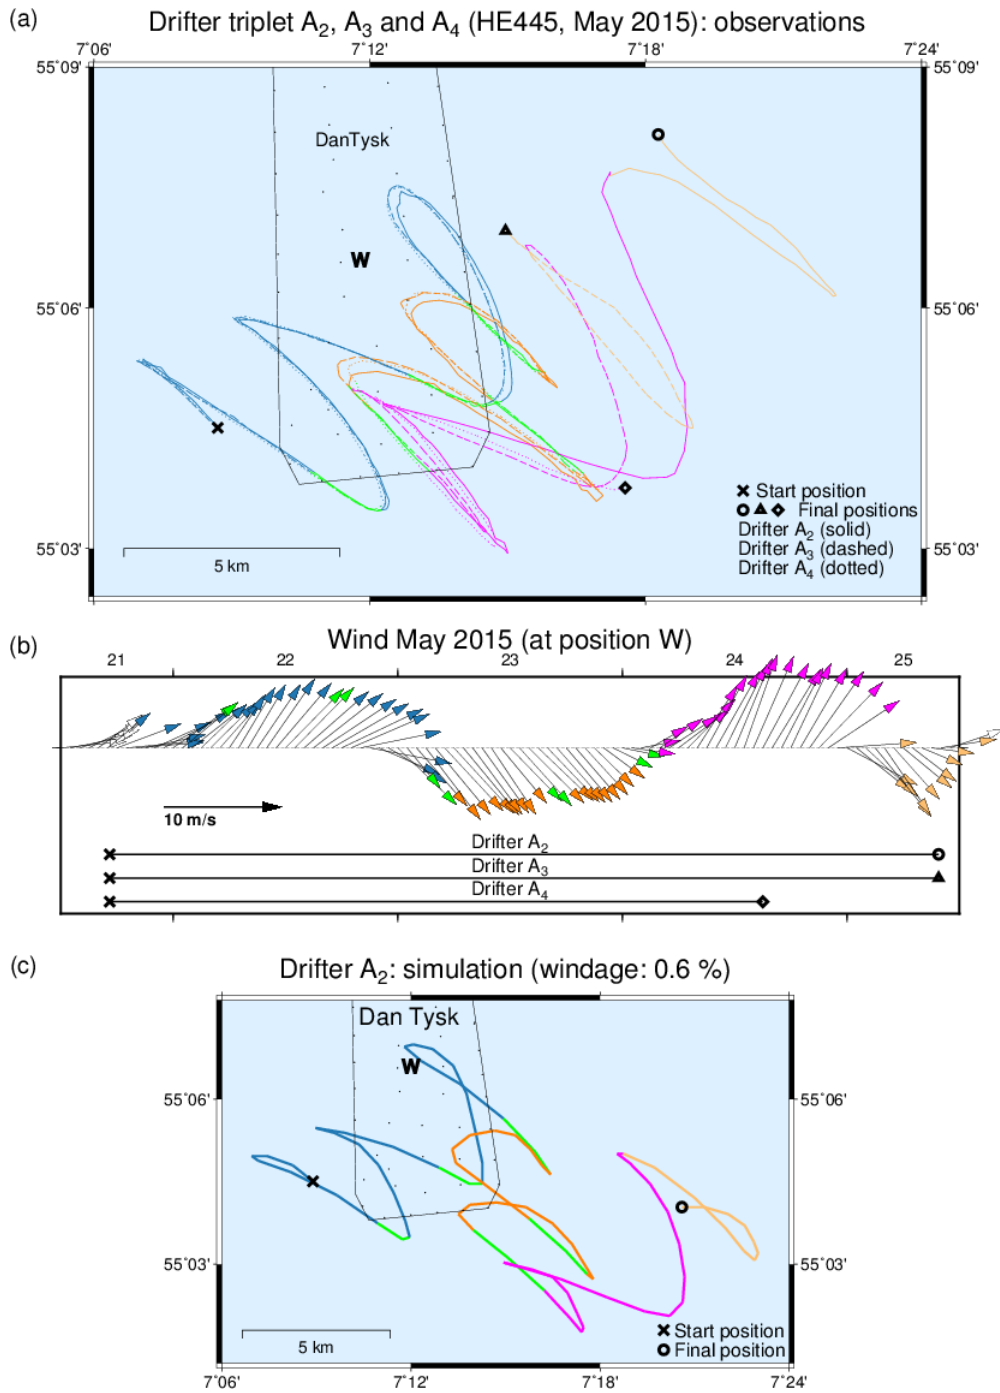 (a)
Drifter triplet A2, A3 and A4 (HE445, May 2015): observations
7°06' 7°12' 7°18' 7°24'
55°09' 55°09'
DanTysk
W
55°06' 55°06'
Start position
Final positions
Drifter A2 (solid)
55°03' Drifter A3 (dashed) 55°03'
Drifter A4 (dotted)
5 km
(b)
Wind May 2015 (at position W)
21 22 23 24 25
10 m/s
Drifter A2
Drifter A3
Drifter A4
(c)
Drifter A2: simulation (windage: 0.6 %)
Dan Tysk
W
55°06' 55°06'
55°03' 55°03'
Start position
5 km Final position
7°06' 7°12' 7°18' 7°24'